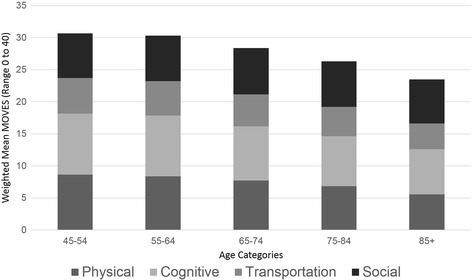 Weighted Mean MOVES (Range 0 to 40)
35
30
25
20
15
10
5
0
45-54 55-64 65-74 75-84 85+
Age Categories
Physical Cognitive Transportation Social